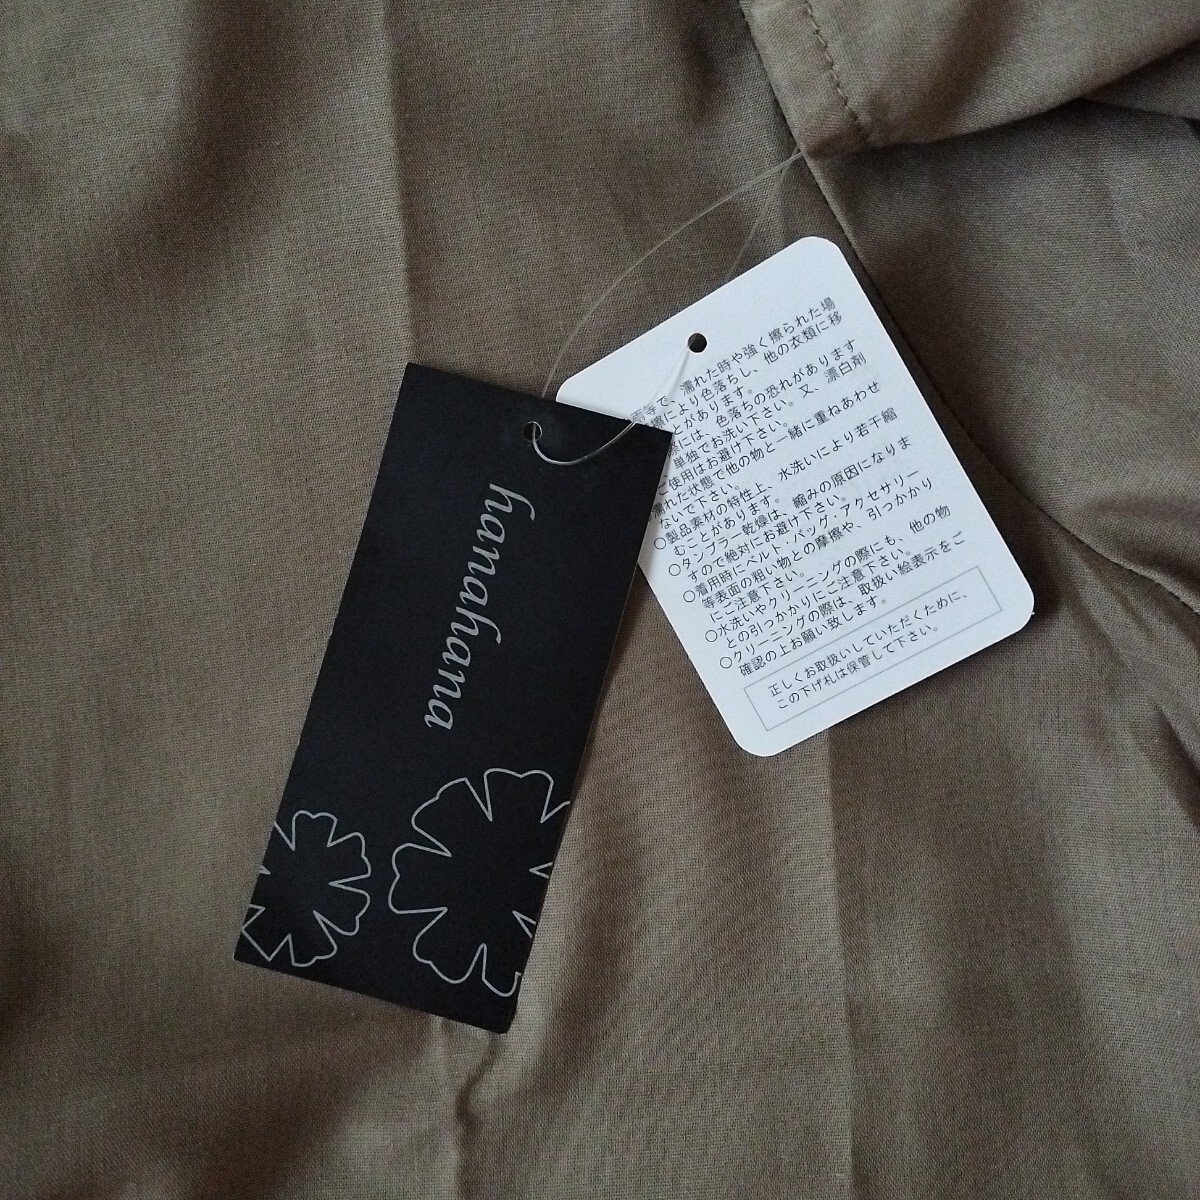 hanahana
雨等で、濡れた時や強く擦られた場
擦により色落ちし、他の衣類に移
ことがあります。
際には、色落ちの恐れがあります
単独でお洗い下さい。又、漂白剤
ご使用はお避け下さい。
濡れた状態で他の物と一緒に重ねあわせ
ないで下さい。
○製品素材の特性上、水洗いにより若干縮
むことがあります。
○タンブラー乾燥は、縮みの原因になりま
すので絶対にお避け下さい。
○着用時にベルト・バッグ・アクセサリー
等表面の粗い物との摩擦や、引っかかり
にご注意下さい。
○水洗いやクリーニングの際にも、他の物
との引っかかりにご注意下さい。
○クリーニングの際は、取扱い絵表示をご
確認の上お願い致します。
正しくお取扱いしていただくために、
この下げ札は保管して下さい。